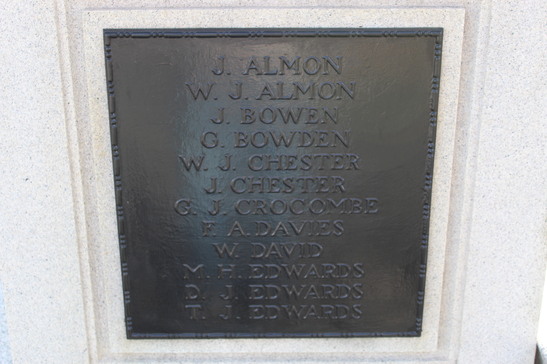 J. ALMON
W. J. ALMON
J. BOWEN
G. BOWDEN
W. J. CHESTER
J. CHESTER
G. J. CROCOMBE
F. A. DAVIES
W. DAVID
M. H. EDWARDS
D. J. EDWARDS
T. J. EDWARDS